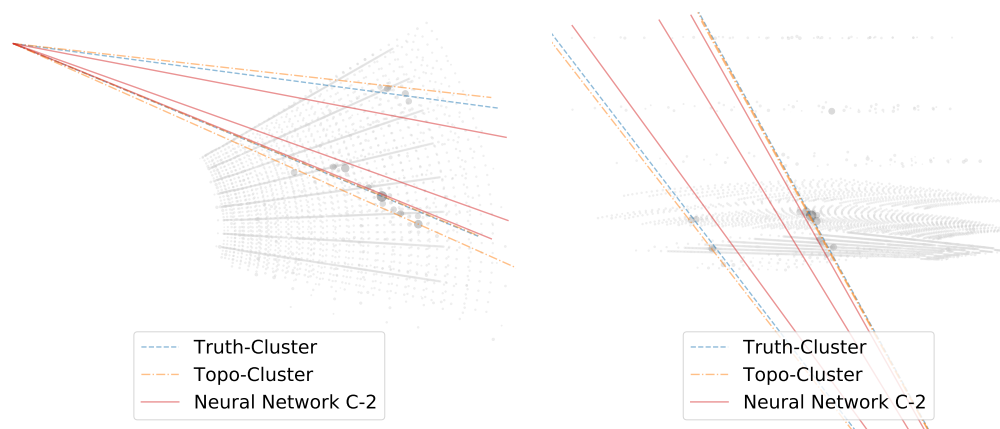 Truth-Cluster
Topo-Cluster
Neural Network C-2
Truth-Cluster
Topo-Cluster
Neural Network C-2